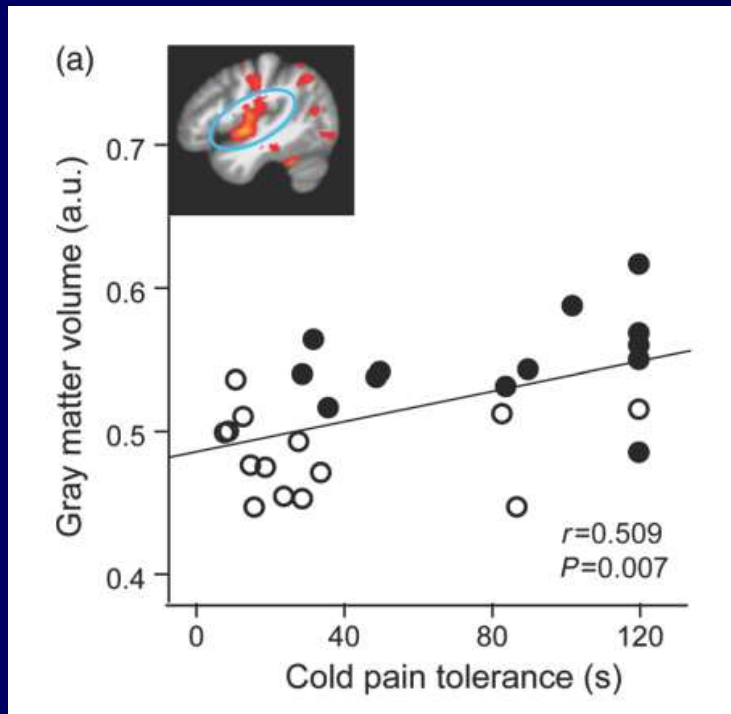 (a)
Gray matter volume (a.u.)
0.7
0.6
0.5
0.4
r=0.509
P=0.007
0
40
80
120
Cold pain tolerance (s)